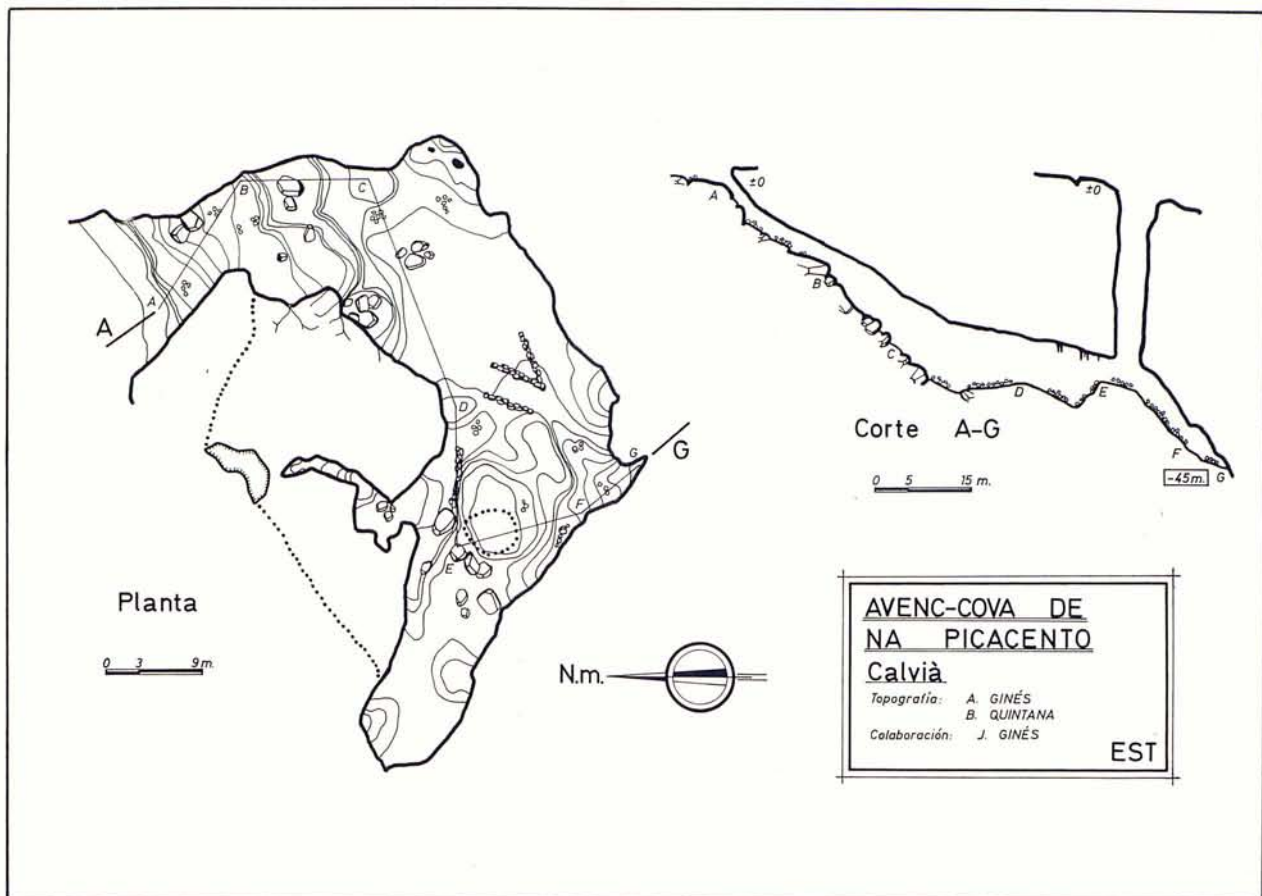 B
C
A
A
D
G
G
F
E
Planta
0 3 9 m.
N.m.
±0
±0
A
B
C
D
E
F
G
Corte A-G
-45m.
0 5 15 m.
AVENC-COVA DE
NA PICACENTO
Calvià
Topografía: A. GINÉS
B. QUINTANA
Colaboración: J. GINÉS
EST